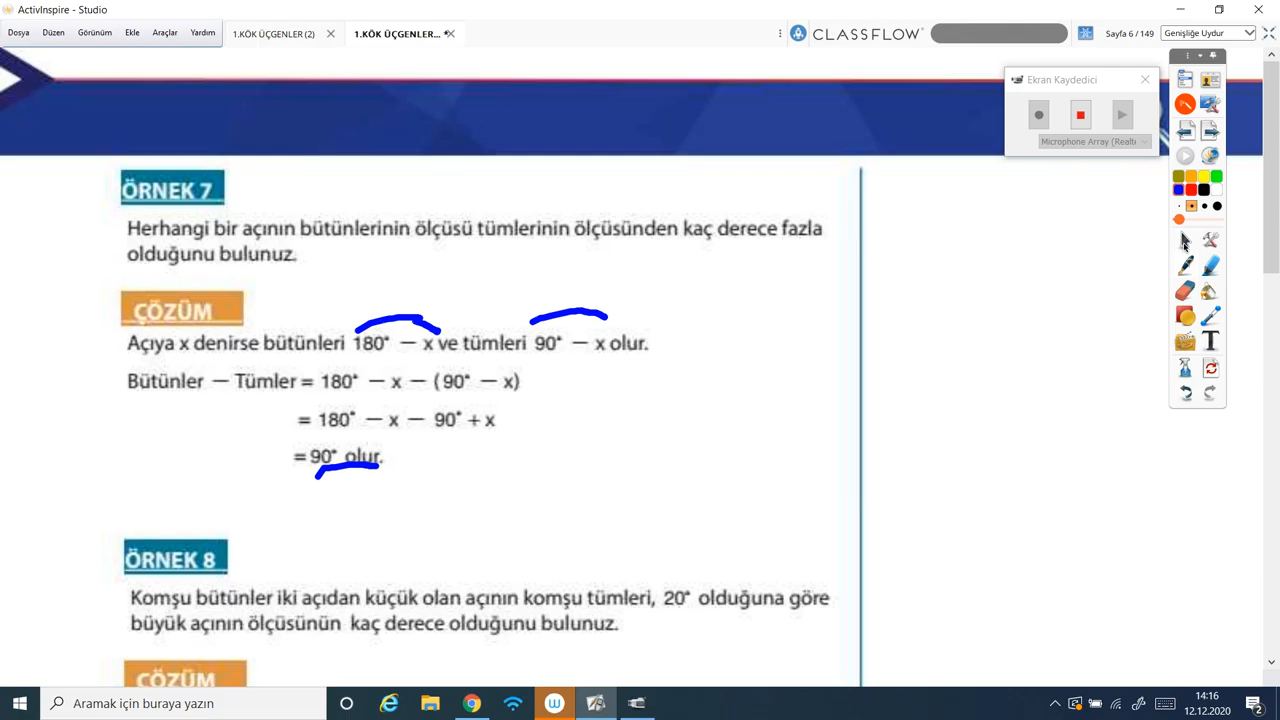 ActivInspire - Studio
Dosya Düzen Görünüm Ekle Araçlar Yardım
1.KÖK ÜÇGENLER (2)
1.KÖK ÜÇGENLER... *
CLASSFLOW
Sayfa 6 / 149
Genişliğe Uydur
Ekran Kaydedici
Microphone Array (Realte
ÖRNEK 7
Herhangi bir açının bütünlerinin ölçüsü tümlerinin ölçüsünden kaç derece fazla
olduğunu bulunuz.
ÇÖZÜM
Açıya x denirse bütünleri 180° − x ve tümleri 90° − x olur.
Bütünler − Tümler = 180° − x − (90° − x)
= 180° − x − 90° + x
= 90° olur.
ÖRNEK 8
Komşu bütünler iki açıdan küçük olan açının komşu tümleri, 20° olduğuna göre
büyük açının ölçüsünün kaç derece olduğunu bulunuz.
ÇÖZÜM
Aramak için buraya yazın
14:16
12.12.2020
2